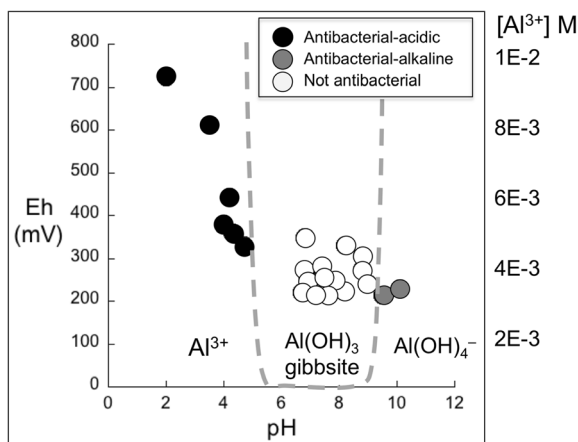 [Al³⁺] M
Antibacterial-acidic
Antibacterial-alkaline
Not antibacterial
800
700
600
500
400
300
200
100
0
Eh
(mV)
1E-2
8E-3
6E-3
4E-3
2E-3
Al³⁺
Al(OH)₃
gibbsite
Al(OH)₄⁻
0 2 4 6 8 10 12
pH